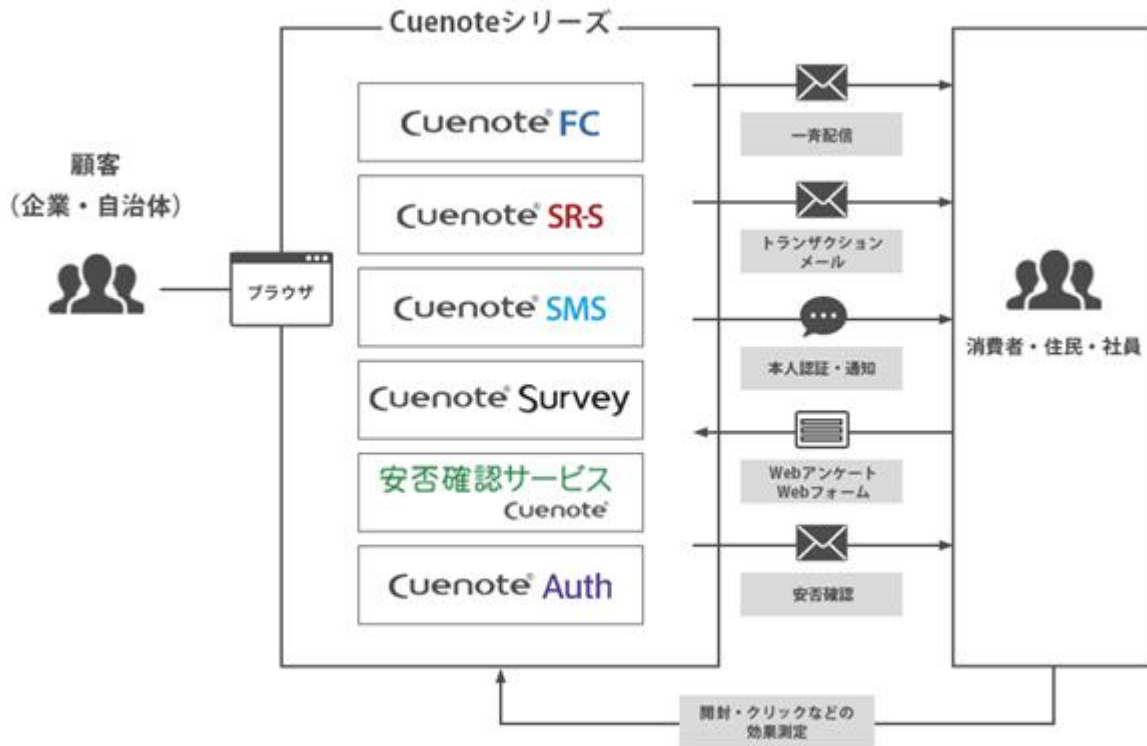 Cuenoteシリーズ
顧客
（企業・自治体）
ブラウザ
Cuenote® FC
Cuenote® SR-S
Cuenote® SMS
Cuenote® Survey
安否確認サービス
Cuenote®
Cuenote® Auth
一斉配信
トランザクション
メール
本人認証・通知
Webアンケート
Webフォーム
安否確認
消費者・住民・社員
開封・クリックなどの
効果測定